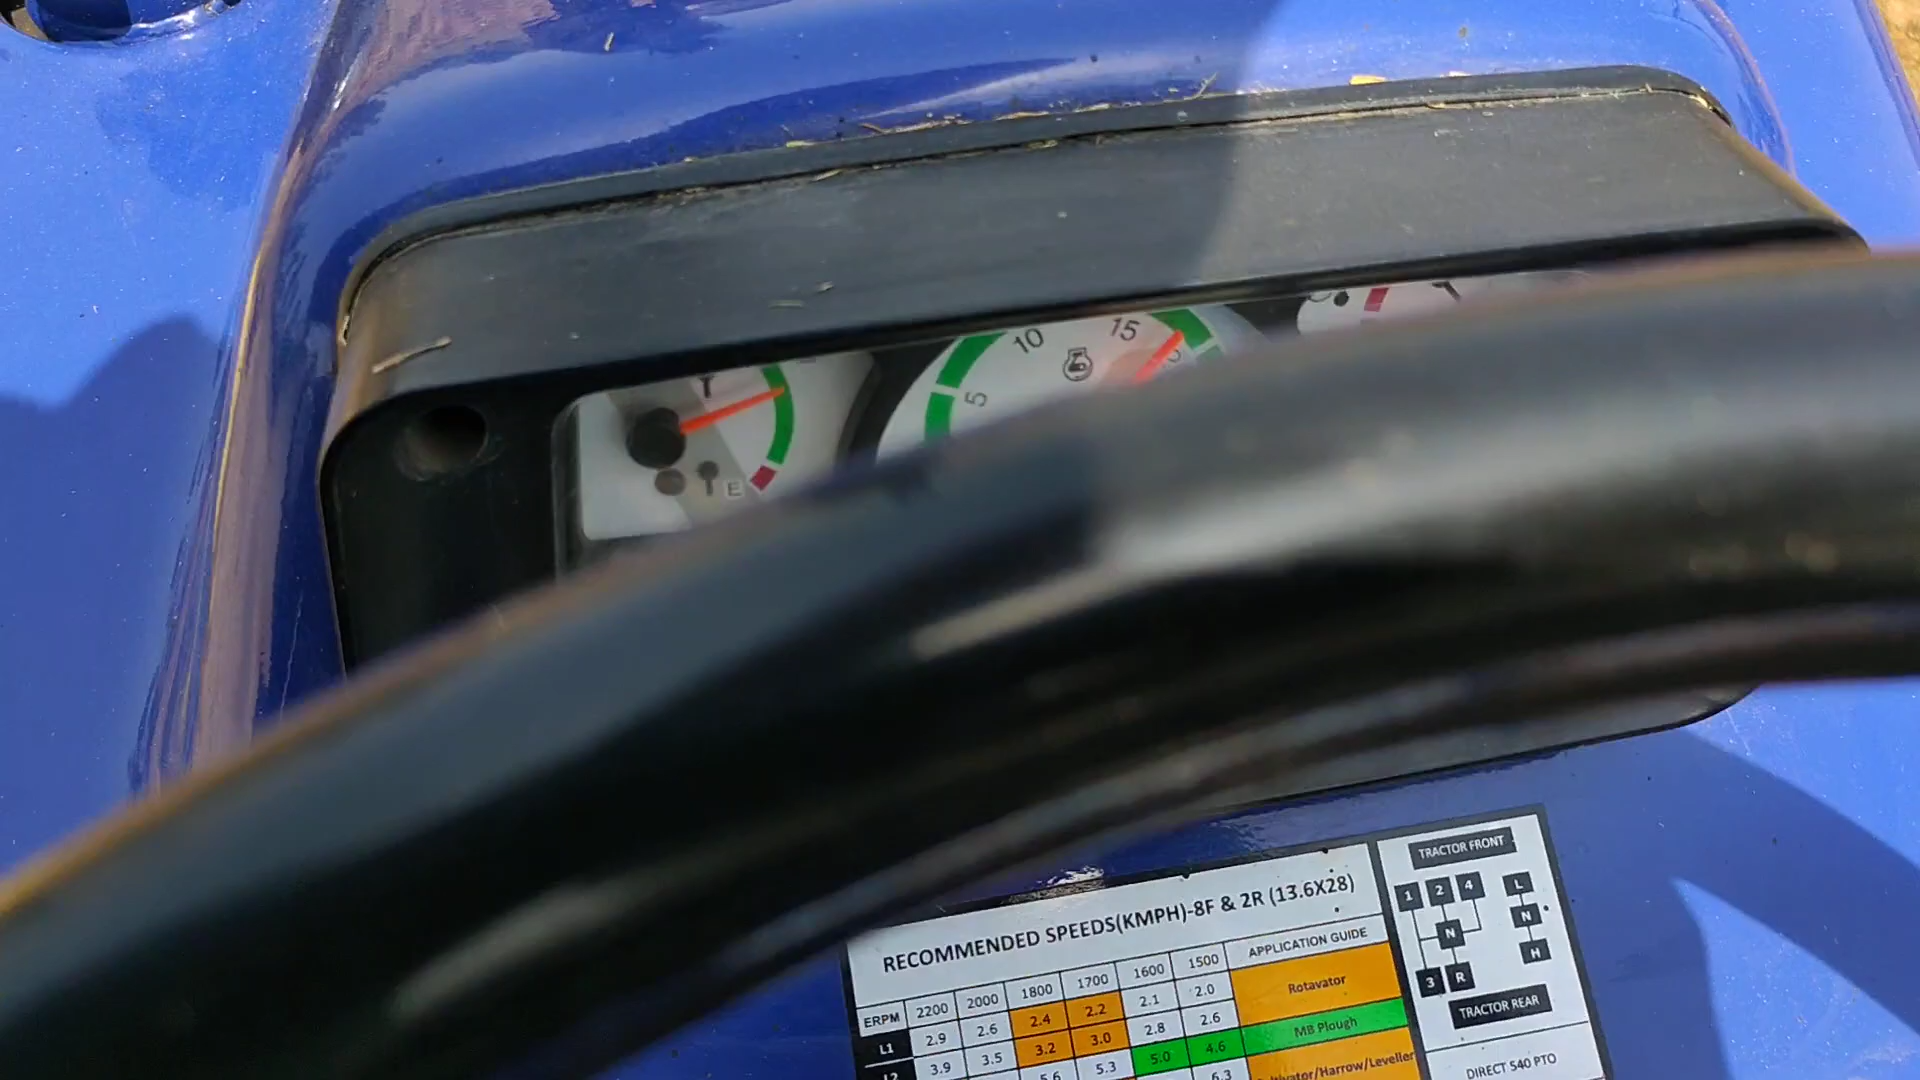 10
15
5
E
RECOMMENDED SPEEDS(KMPH)-8F & 2R (13.6X28)
ERPM 2200 2000 1800 1700 1600 1500 APPLICATION GUIDE
L1 2.9 2.6 2.4 2.2 2.1 2.0 Rotavator
L2 3.9 3.5 3.2 3.0 2.8 2.6
5.6 5.3 5.0 4.6 MB Plough
6.3 /Harrow/Leveller
TRACTOR FRONT
1 2 4 L
N N
3 R H
TRACTOR REAR
DIRECT 540 PTO